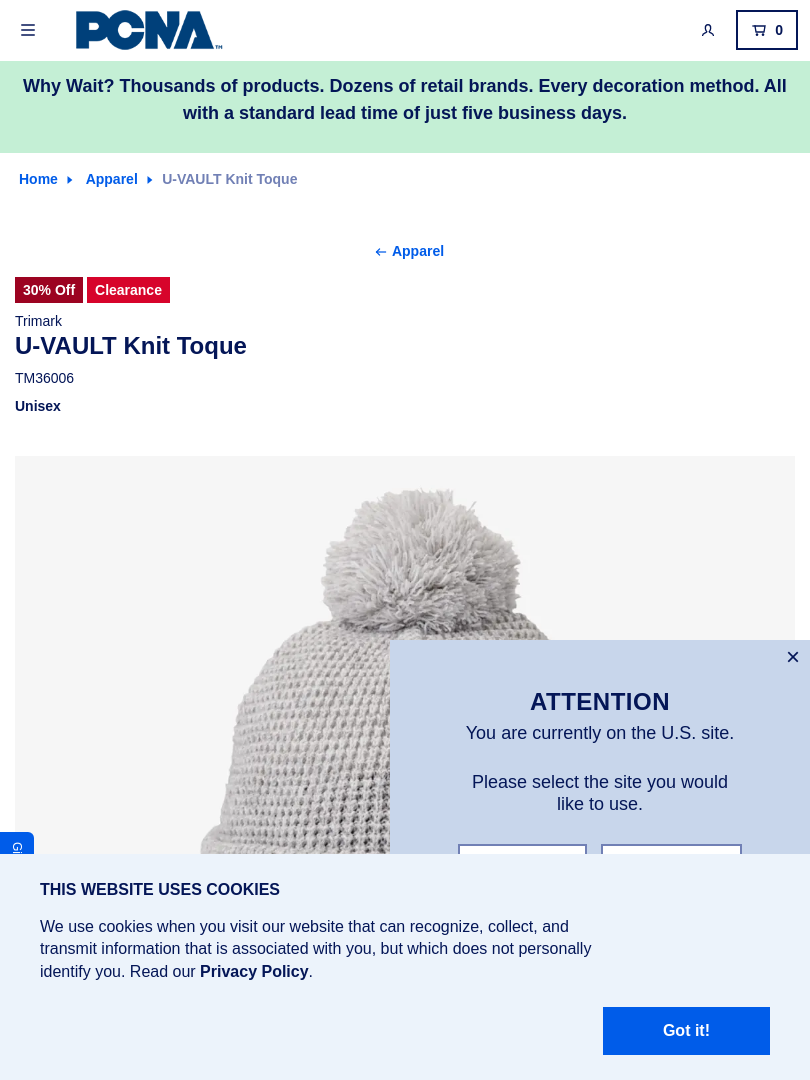 PCNA™
0
Why Wait? Thousands of products. Dozens of retail brands. Every decoration method. All
with a standard lead time of just five business days.
Home Apparel U-VAULT Knit Toque
Apparel
30% Off Clearance
Trimark
U-VAULT Knit Toque
TM36006
Unisex
ATTENTION
You are currently on the U.S. site.
Please select the site you would
like to use.
THIS WEBSITE USES COOKIES
We use cookies when you visit our website that can recognize, collect, and
transmit information that is associated with you, but which does not personally
identify you. Read our Privacy Policy.
Got it!